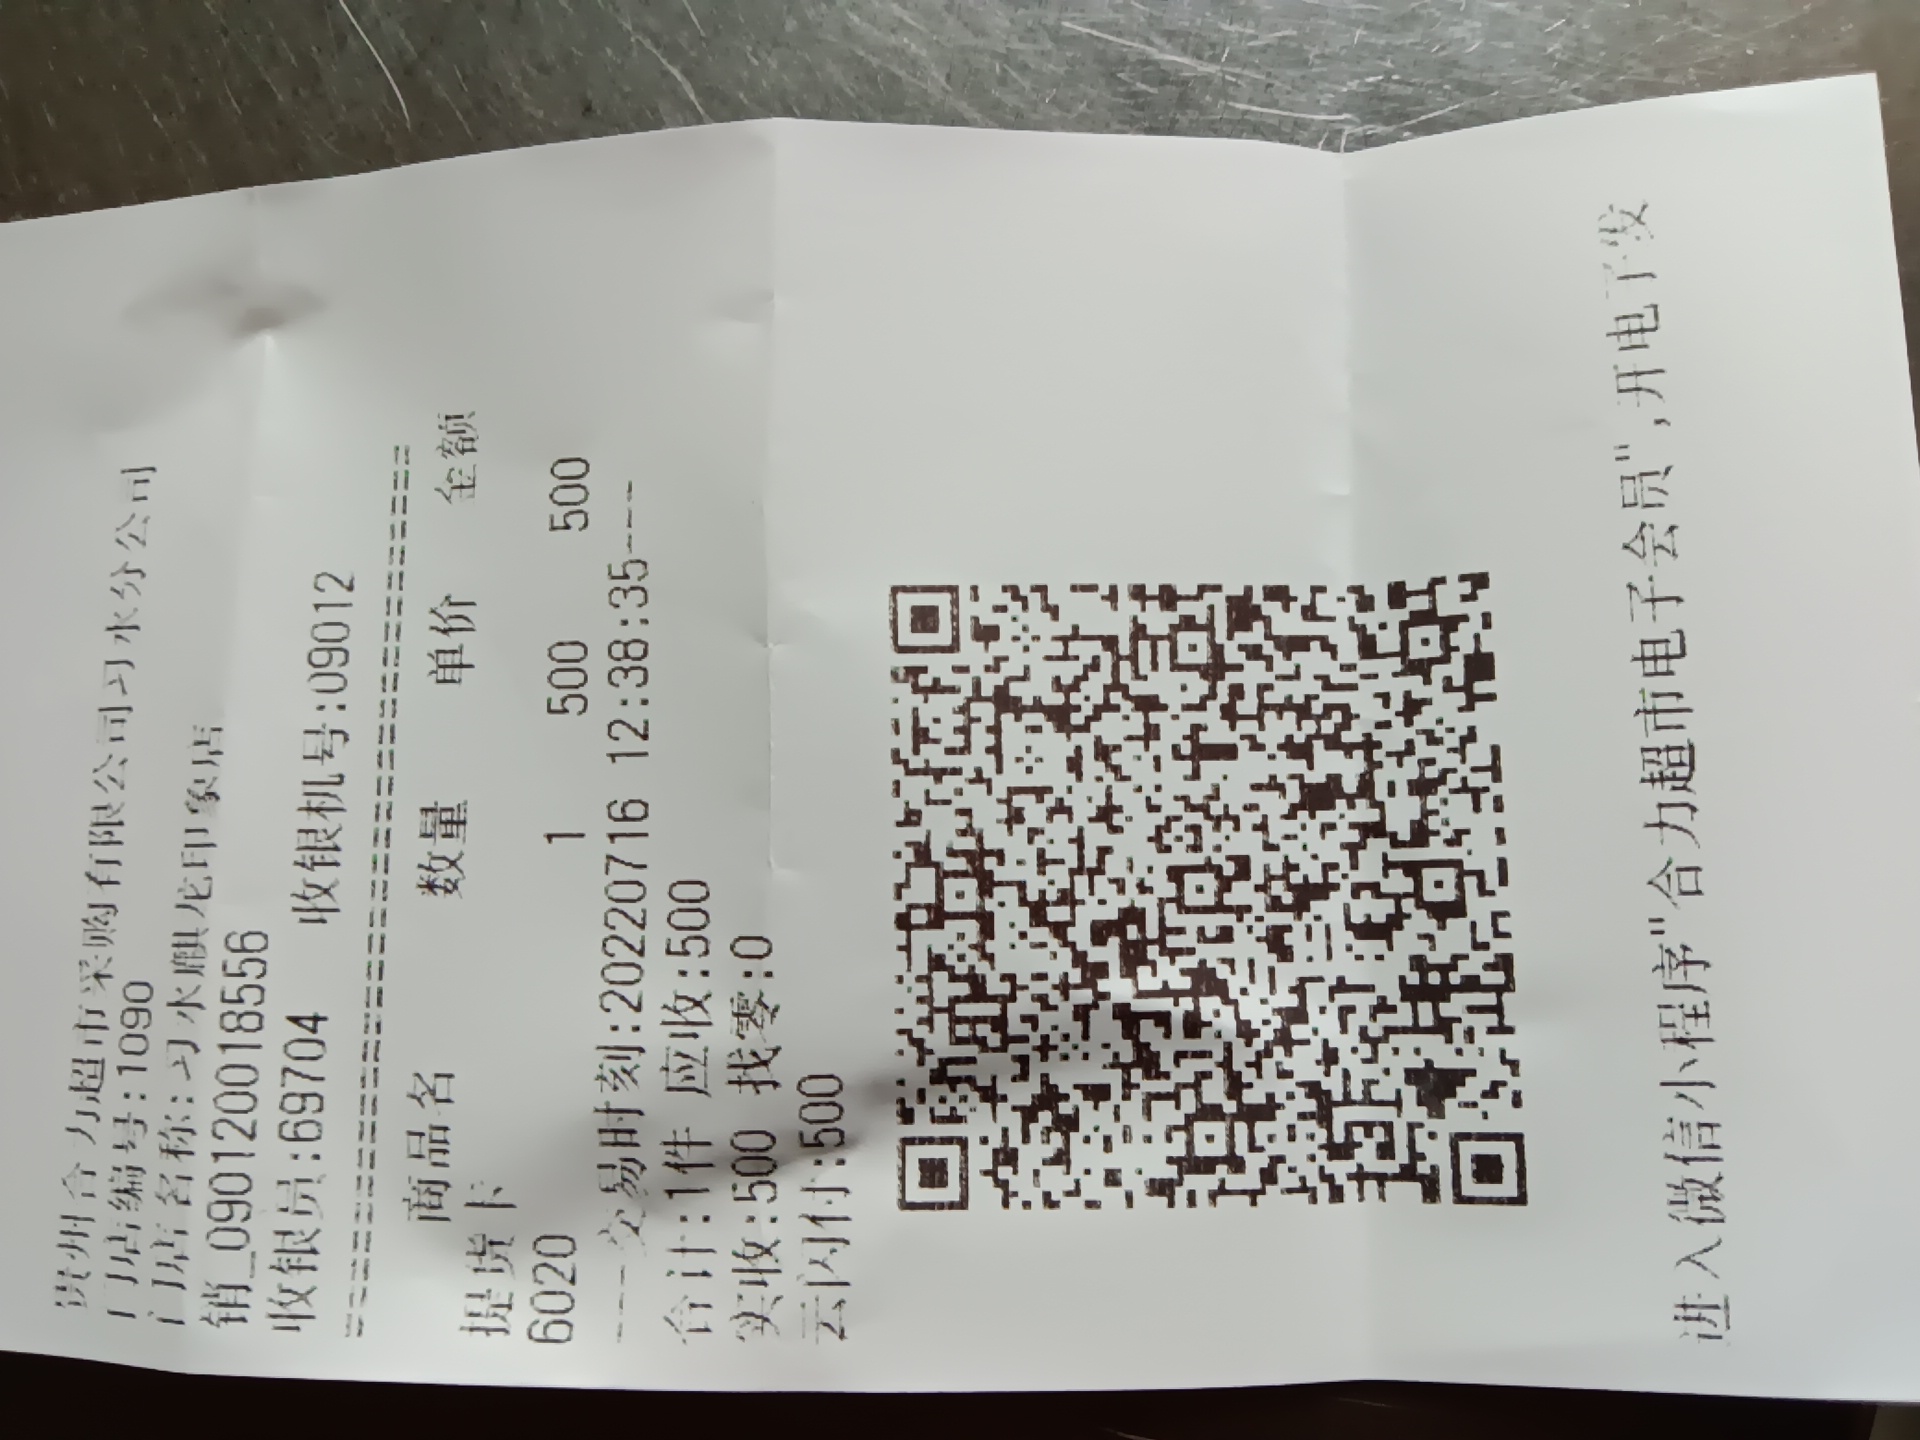 贵州合力超市采购有限公司习水分公司
门店编号:1090
门店名称:习水麒龙印象店
销_090120018556
收银员:69704 收银机号:09012
========================================
商品名 数量 单价 金额
提货卡
6020 1 500 500
----交易时刻:20220716 12:38:35----
合计:1件 应收:500
实收:500 找零:0
云闪付:500
进入微信小程序"合力超市电子会员",开电子发